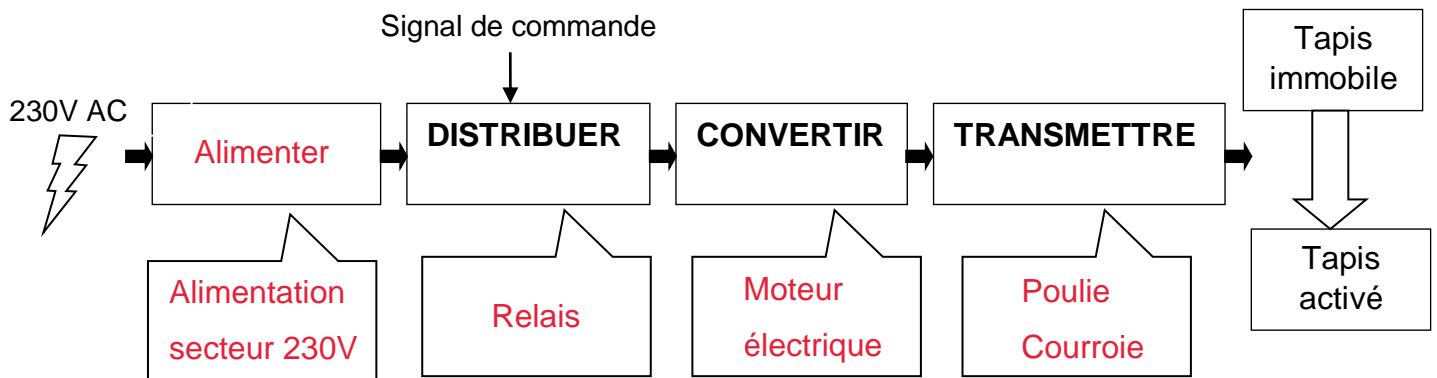 Signal de commande
230V AC
Alimenter
DISTRIBUER
CONVERTIR
TRANSMETTRE
Tapis
immobile
Alimentation
secteur 230V
Relais
Moteur
électrique
Poulie
Courroie
Tapis
activé